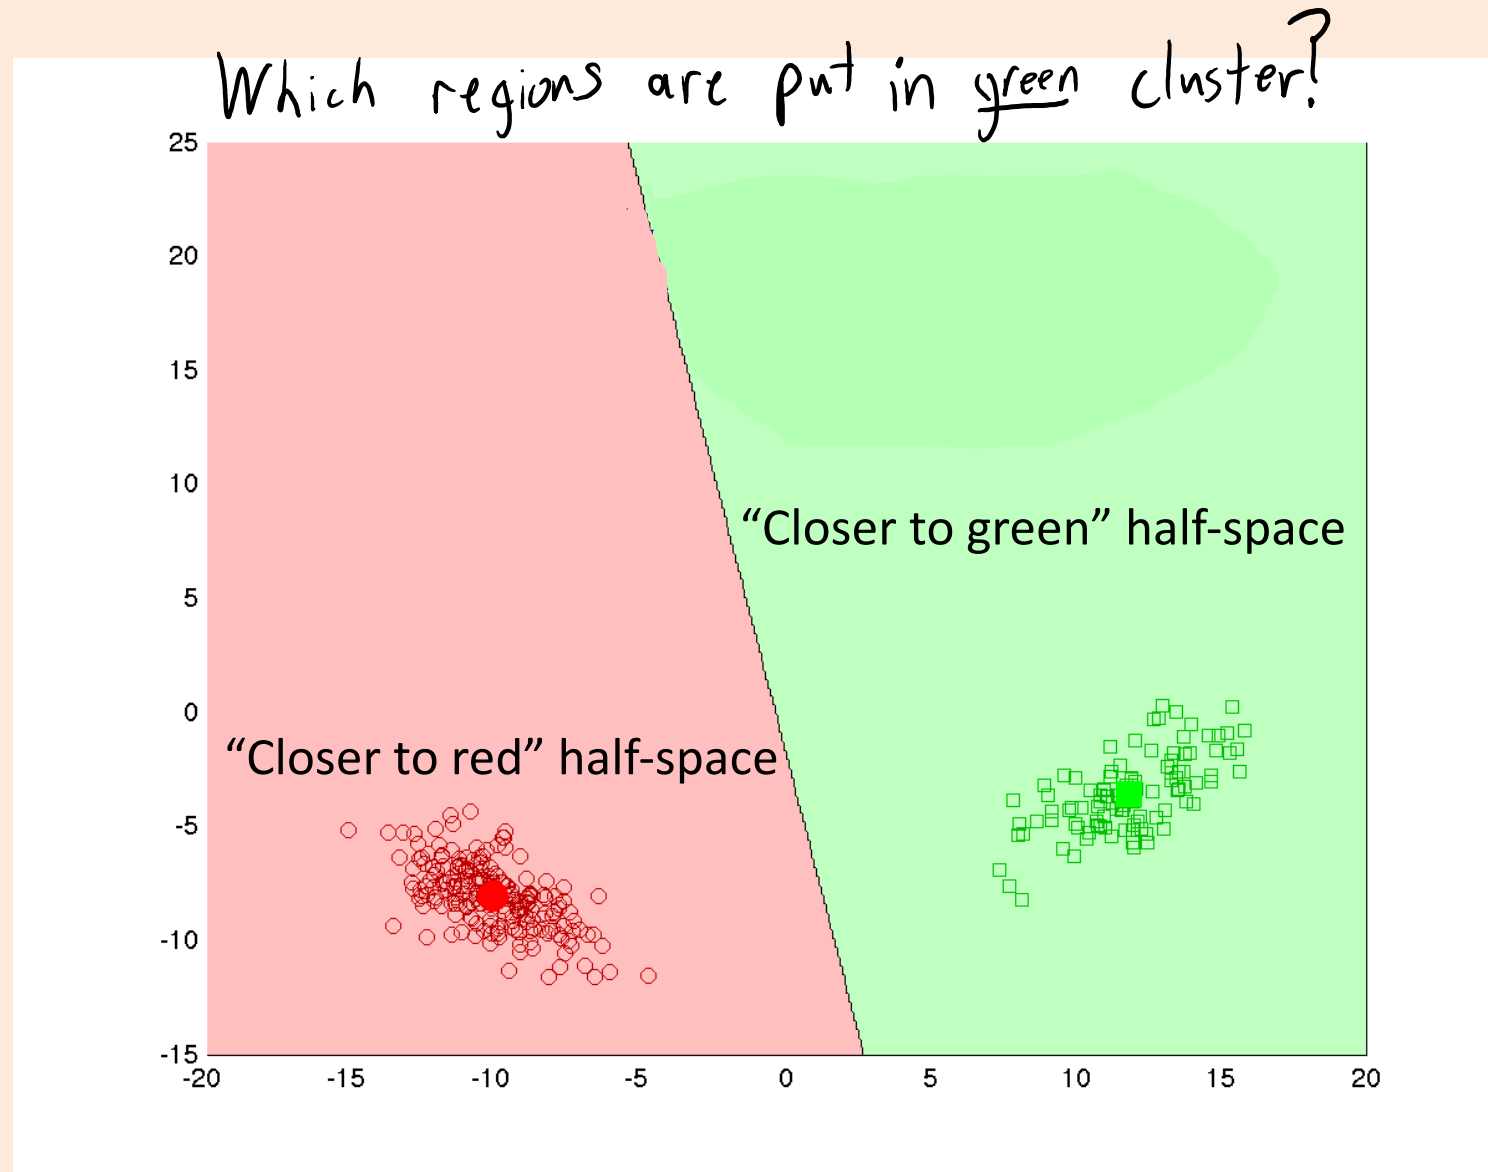 Which regions are put in green cluster?
25
20
15
10
5
0
-5
-10
-15
“Closer to green” half-space
“Closer to red” half-space
-20 -15 -10 -5 0 5 10 15 20